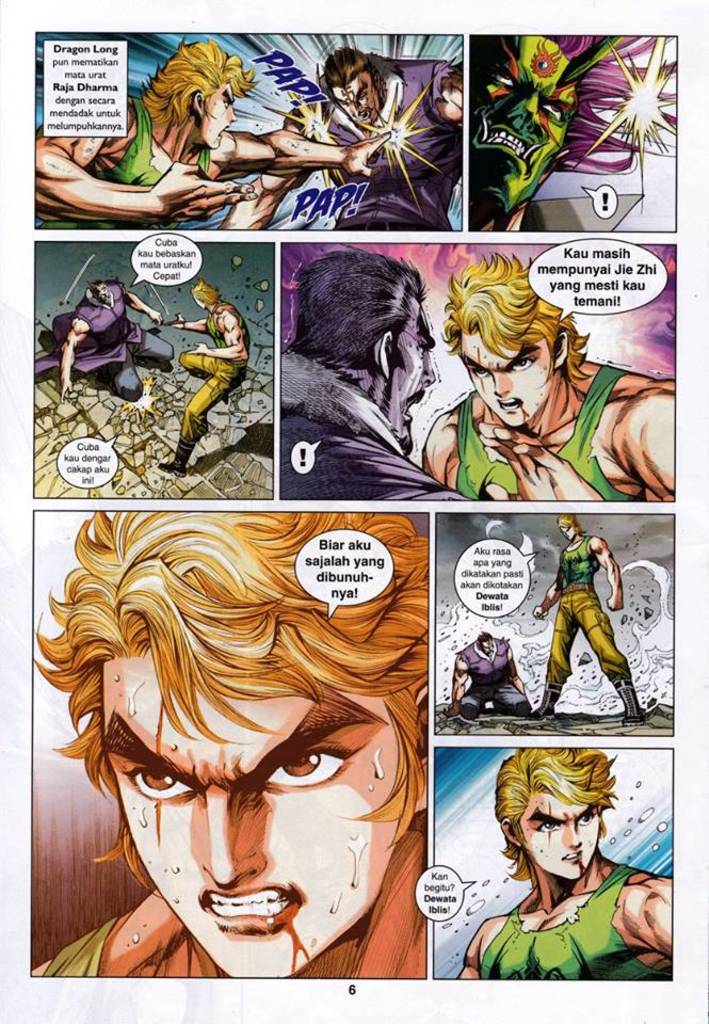 Dragon Long
pun mematikan
mata urat
Raja Dharma
dengan secara
mendadak untuk
melumpuhkannya.
PAP!
PAP!
!
Cuba
kau bebaskan
mata uratku!
Cepat!
Cuba
kau dengar
cakap aku
ini!
Kau masih
mempunyai Jie Zhi
yang mesti kau
temani!
!
Biar aku
sajalah yang
dibunuh-
nya!
Aku rasa
apa yang
dikatakan pasti
akan dikotakan
Dewata
Iblis!
Kan
begitu?
Dewata
Iblis!
6